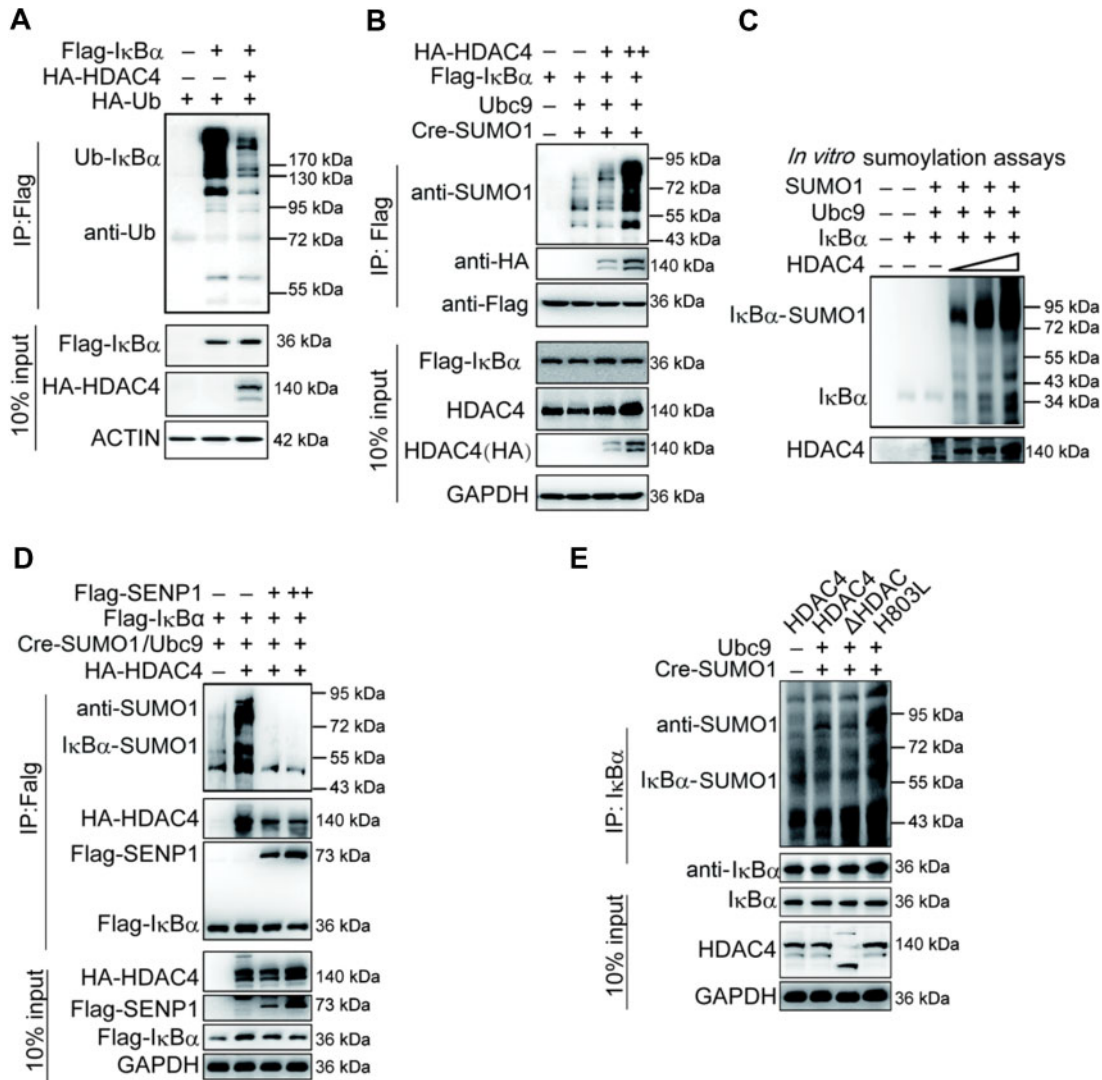 A
Flag-IκBα − + +
HA-HDAC4 − − +
HA-Ub + + +
IP:Flag
Ub-IκBα
170 kDa
130 kDa
95 kDa
anti-Ub
72 kDa
55 kDa
10% input
Flag-IκBα 36 kDa
HA-HDAC4 140 kDa
ACTIN 42 kDa
B
HA-HDAC4 − − + ++
Flag-IκBα + + + +
Ubc9 − + + +
Cre-SUMO1 − + + +
IP: Flag
95 kDa
anti-SUMO1
72 kDa
55 kDa
43 kDa
anti-HA 140 kDa
anti-Flag 36 kDa
10% input
Flag-IκBα 36 kDa
HDAC4 140 kDa
HDAC4(HA) 140 kDa
GAPDH 36 kDa
C
In vitro sumoylation assays
SUMO1 − − + + + +
Ubc9 − − + + + +
IκBα − + + + + +
HDAC4 − − −
IκBα-SUMO1
95 kDa
72 kDa
55 kDa
43 kDa
IκBα 34 kDa
HDAC4 140 kDa
D
Flag-SENP1 − − + ++
Flag-IκBα + + + +
Cre-SUMO1/Ubc9 + + + +
HA-HDAC4 − + + +
IP:Falg
anti-SUMO1 95 kDa
72 kDa
IκBα-SUMO1
55 kDa
43 kDa
HA-HDAC4 140 kDa
Flag-SENP1 73 kDa
Flag-IκBα 36 kDa
10% input
HA-HDAC4 140 kDa
Flag-SENP1 73 kDa
Flag-IκBα 36 kDa
GAPDH 36 kDa
E
HDAC4 HDAC4 ΔHDAC H803L
Ubc9 − + + +
Cre-SUMO1 − + + +
IP: IκBα
anti-SUMO1 95 kDa
72 kDa
IκBα-SUMO1 55 kDa
43 kDa
anti-IκBα 36 kDa
10% input
IκBα 36 kDa
HDAC4 140 kDa
GAPDH 36 kDa